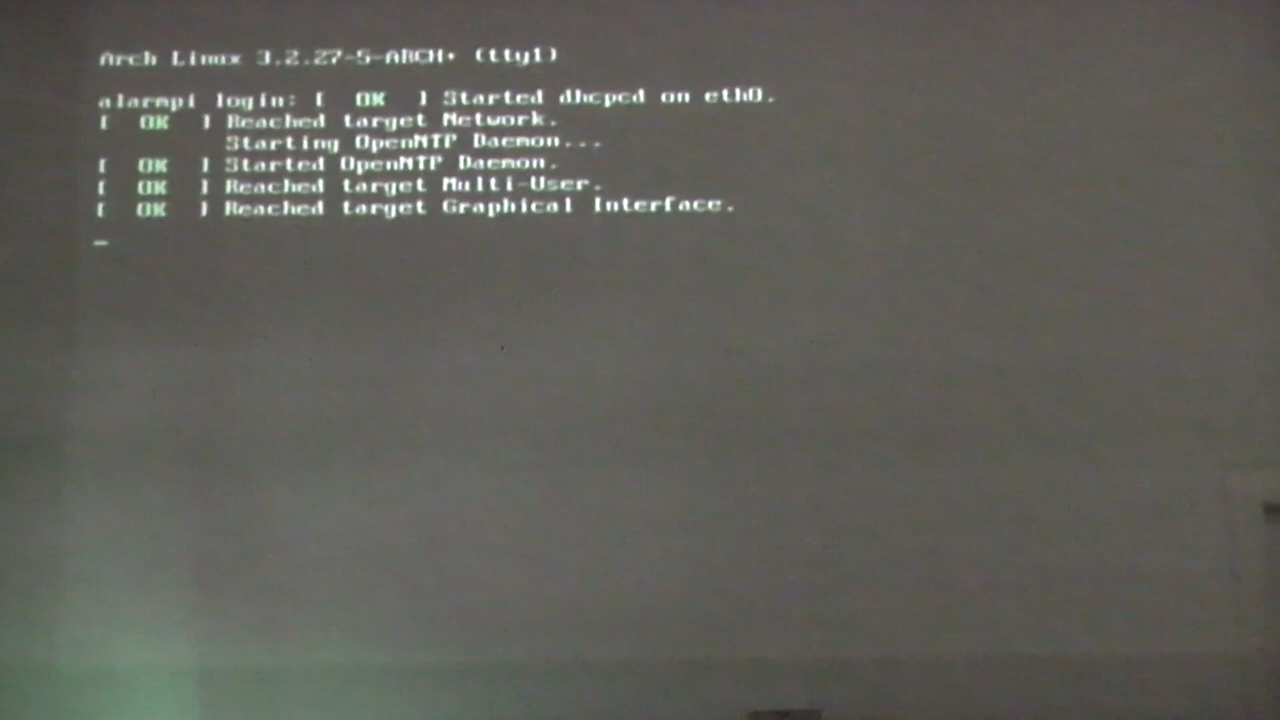 Arch Linux 3.2.27-5-ARCH+ (tty1)
alarmpi login: [  OK  ] Started dhcpcd on eth0.
[  OK  ] Reached target Network.
Starting OpenNTP Daemon...
[  OK  ] Started OpenNTP Daemon.
[  OK  ] Reached target Multi-User.
[  OK  ] Reached target Graphical Interface.